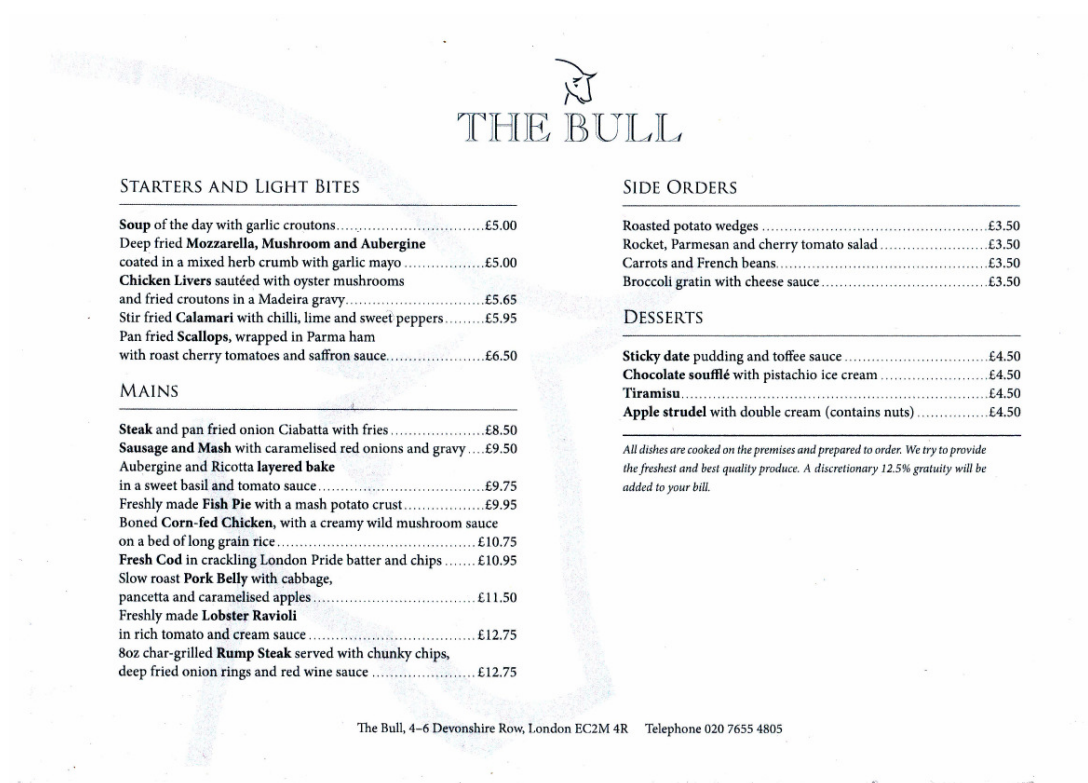 THE BULL
STARTERS AND LIGHT BITES
Soup of the day with garlic croutons..................................£5.00
Deep fried Mozzarella, Mushroom and Aubergine
coated in a mixed herb crumb with garlic mayo ..................£5.00
Chicken Livers sautéed with oyster mushrooms
and fried croutons in a Madeira gravy................................£5.65
Stir fried Calamari with chilli, lime and sweet peppers.........£5.95
Pan fried Scallops, wrapped in Parma ham
with roast cherry tomatoes and saffron sauce......................£6.50
MAINS
Steak and pan fried onion Ciabatta with fries ......................£8.50
Sausage and Mash with caramelised red onions and gravy ....£9.50
Aubergine and Ricotta layered bake
in a sweet basil and tomato sauce......................................£9.75
Freshly made Fish Pie with a mash potato crust...................£9.95
Boned Corn-fed Chicken, with a creamy wild mushroom sauce
on a bed of long grain rice..............................................£10.75
Fresh Cod in crackling London Pride batter and chips .......£10.95
Slow roast Pork Belly with cabbage,
pancetta and caramelised apples ......................................£11.50
Freshly made Lobster Ravioli
in rich tomato and cream sauce .......................................£12.75
8oz char-grilled Rump Steak served with chunky chips,
deep fried onion rings and red wine sauce ........................£12.75
SIDE ORDERS
Roasted potato wedges ....................................................£3.50
Rocket, Parmesan and cherry tomato salad .........................£3.50
Carrots and French beans.................................................£3.50
Broccoli gratin with cheese sauce.......................................£3.50
DESSERTS
Sticky date pudding and toffee sauce .................................£4.50
Chocolate soufflé with pistachio ice cream .........................£4.50
Tiramisu........................................................................£4.50
Apple strudel with double cream (contains nuts) ................£4.50
All dishes are cooked on the premises and prepared to order. We try to provide
the freshest and best quality produce. A discretionary 12.5% gratuity will be
added to your bill.
The Bull, 4–6 Devonshire Row, London EC2M 4R Telephone 020 7655 4805